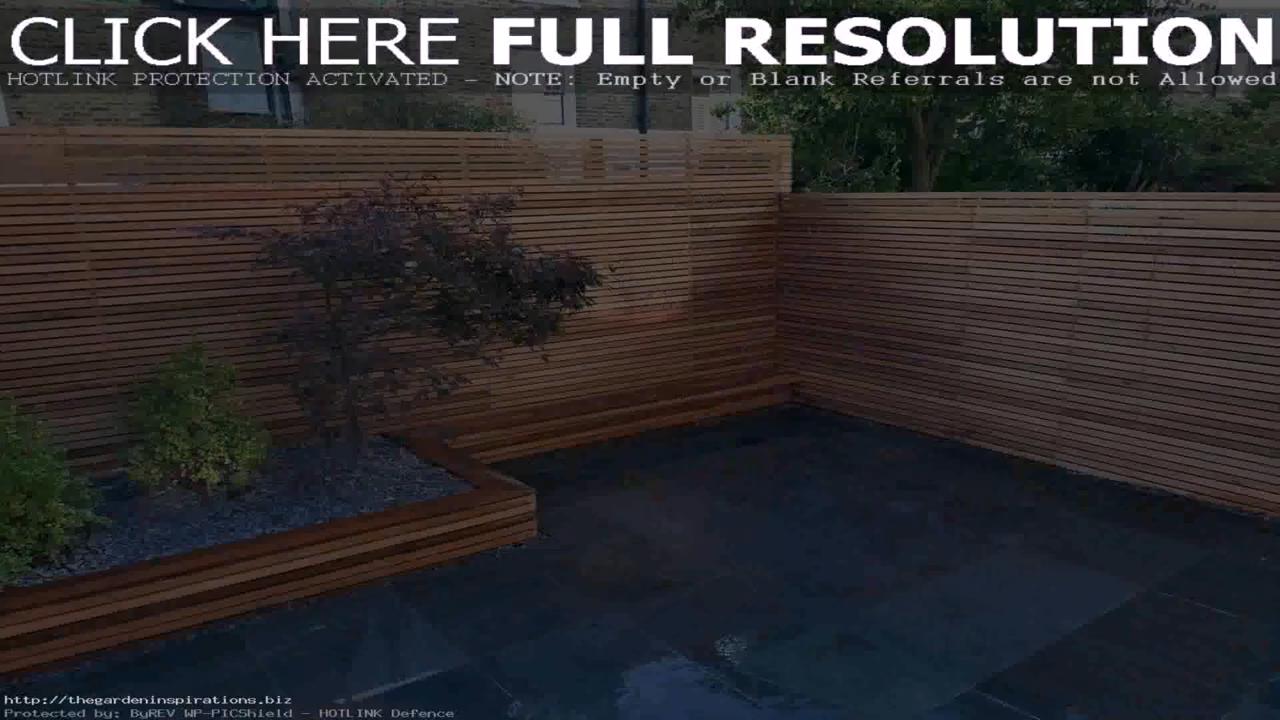 CLICK HERE FULL RESOLUTION
HOTLINK PROTECTION ACTIVATED - NOTE: Empty or Blank Referrals are not Allowed
http://thegardeninspirations.biz
Protected by: ByREV WP-PICShield - HOTLINK Defence